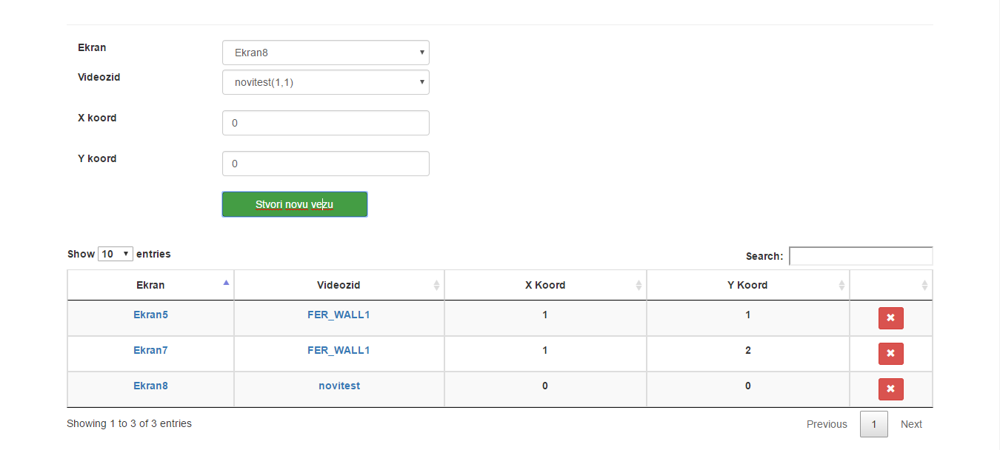 Ekran
Ekran8
Videozid
novitest(1,1)
X koord
0
Y koord
0
Stvori novu vezu
Show 10 entries
Search:
Ekran Videozid X Koord Y Koord
Ekran5 FER_WALL1 1 1
Ekran7 FER_WALL1 1 2
Ekran8 novitest 0 0
Showing 1 to 3 of 3 entries
Previous 1 Next